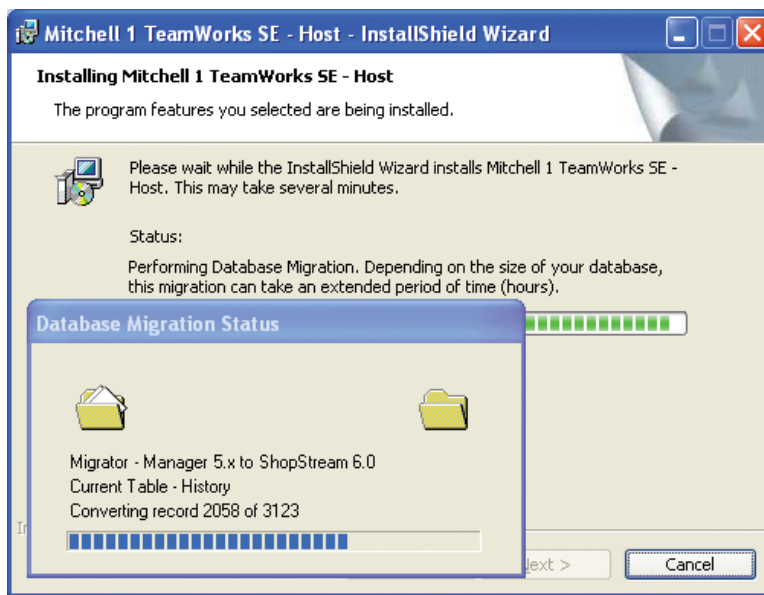 Mitchell 1 TeamWorks SE - Host - InstallShield Wizard
Installing Mitchell 1 TeamWorks SE - Host
The program features you selected are being installed.
Please wait while the InstallShield Wizard installs Mitchell 1 TeamWorks SE -
Host. This may take several minutes.
Status:
Performing Database Migration. Depending on the size of your database,
this migration can take an extended period of time (hours).
Database Migration Status
Migrator - Manager 5.x to ShopStream 6.0
Current Table - History
Converting record 2058 of 3123
Next >
Cancel